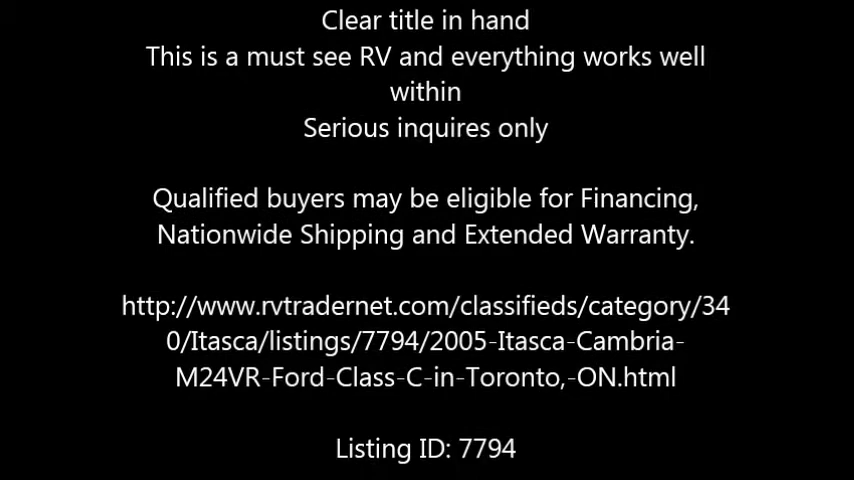 Clear title in hand
This is a must see RV and everything works well
within
Serious inquires only
Qualified buyers may be eligible for Financing,
Nationwide Shipping and Extended Warranty.
http://www.rvtradernet.com/classifieds/category/34
0/Itasca/listings/7794/2005-Itasca-Cambria-
M24VR-Ford-Class-C-in-Toronto,-ON.html
Listing ID: 7794